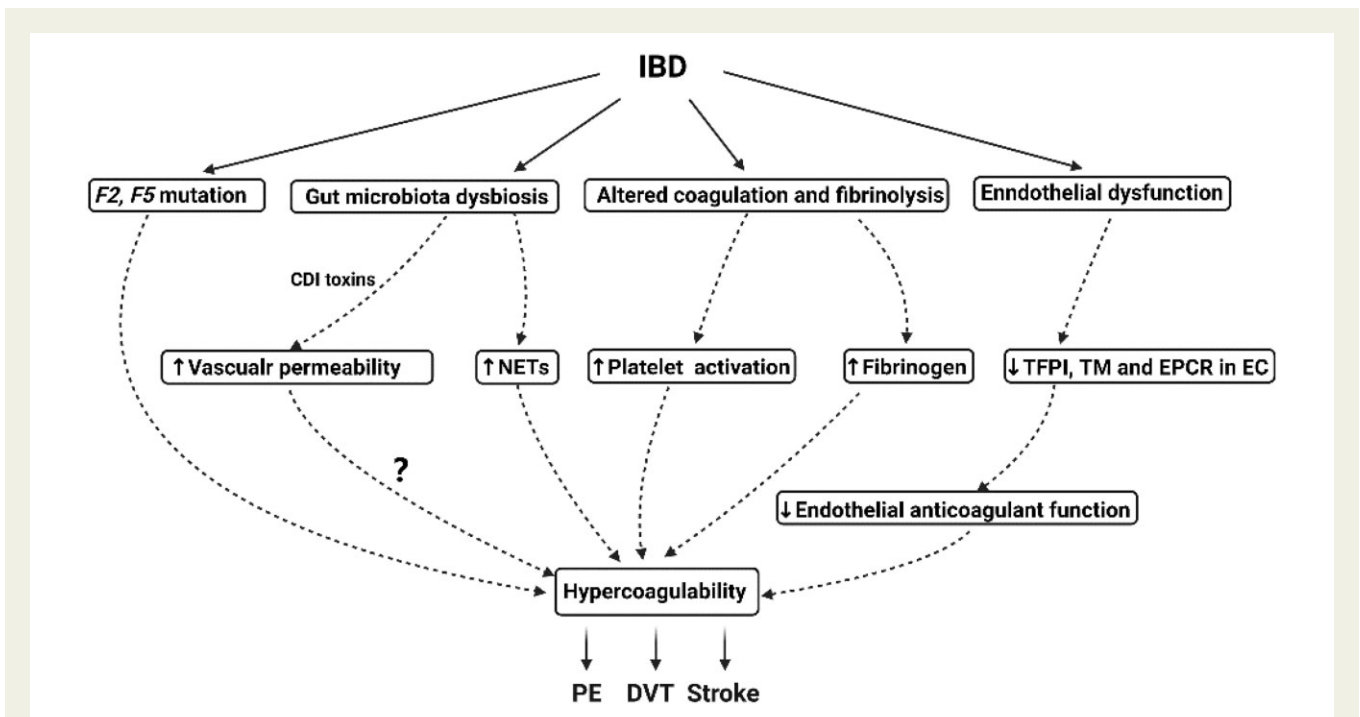 IBD
F2, F5 mutation
Gut microbiota dysbiosis
Altered coagulation and fibrinolysis
Enndothelial dysfunction
CDI toxins
↑Vascualr permeability
↑NETs
↑Platelet activation
↑Fibrinogen
↓TFPI, TM and EPCR in EC
?
↓Endothelial anticoagulant function
Hypercoagulability
PE DVT Stroke